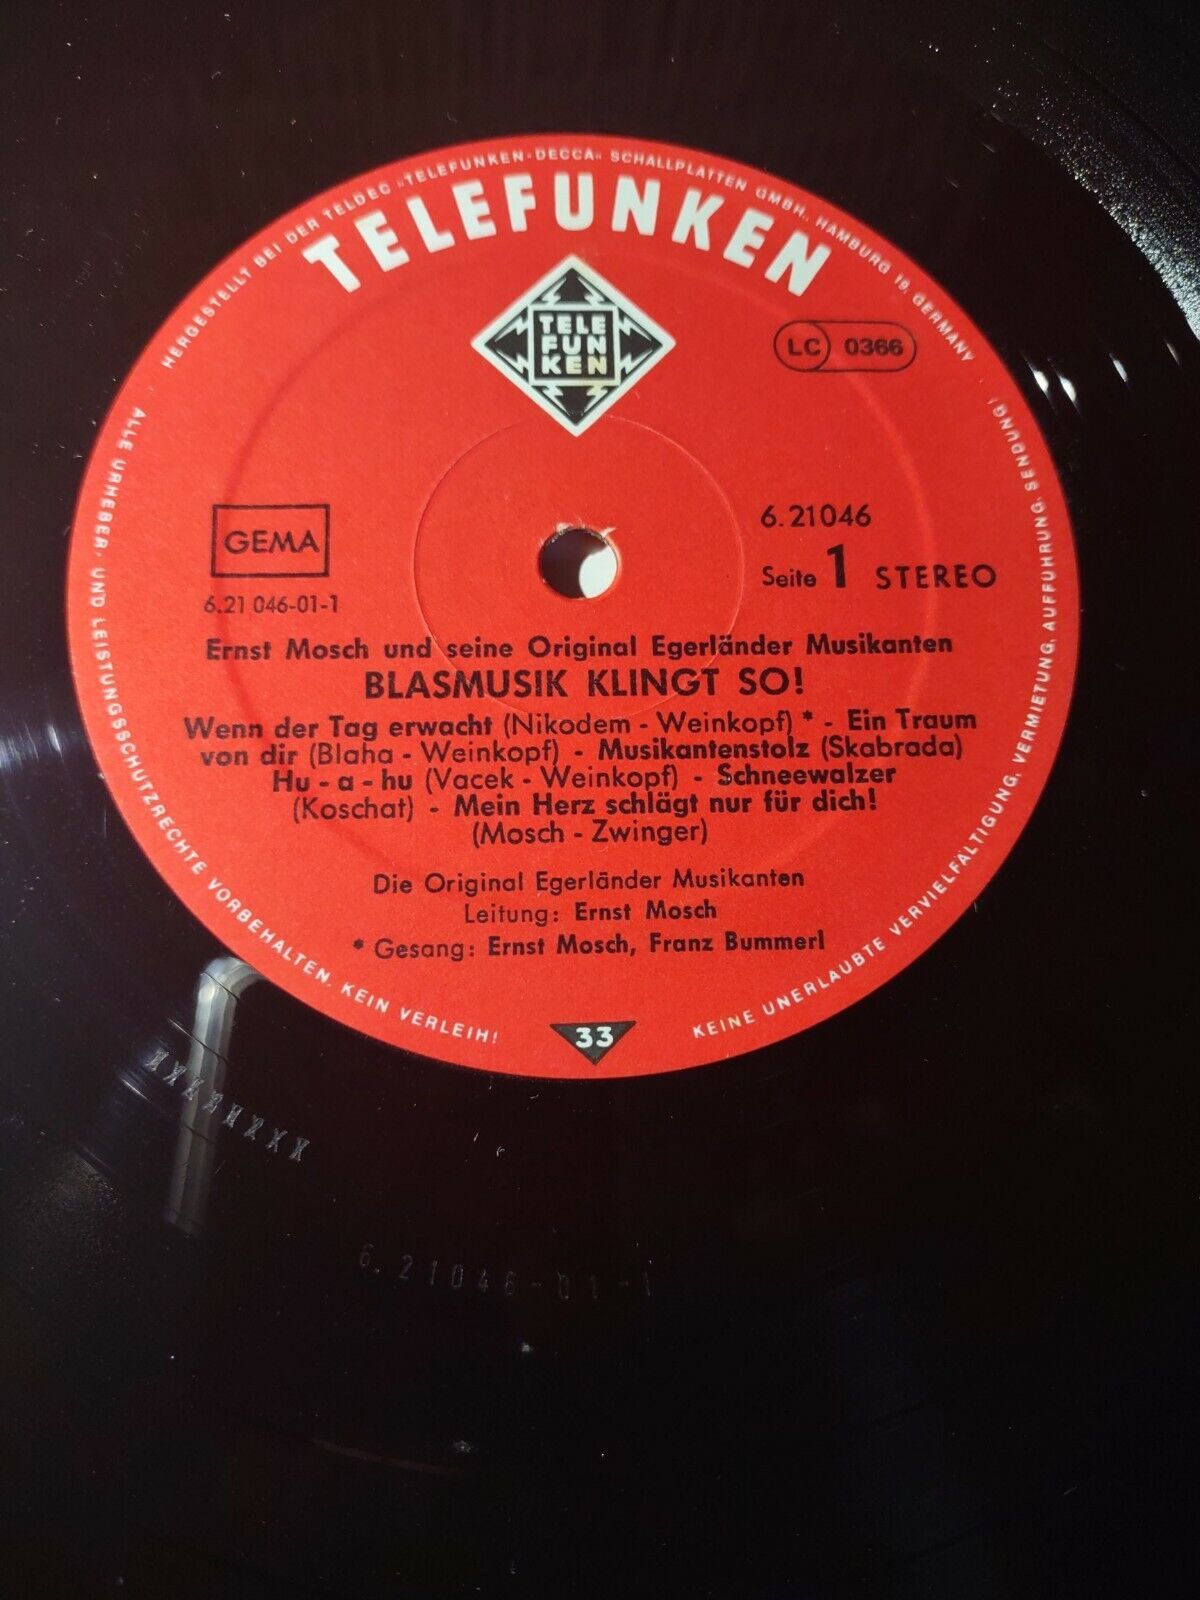 HERGESTELLT BEI DER TELDEC »TELEFUNKEN-DECCA« SCHALLPLATTEN GMBH., HAMBURG 19, GERMANY
TELEFUNKEN
TELE
FUN
KEN
LC 0366
GEMA
6.21046
6.21 046-01-1
Seite 1 STEREO
Ernst Mosch und seine Original Egerländer Musikanten
BLASMUSIK KLINGT SO!
Wenn der Tag erwacht (Nikodem - Weinkopf) * - Ein Traum
von dir (Blaha - Weinkopf) - Musikantenstolz (Skabrada)
Hu - a - hu (Vacek - Weinkopf) - Schneewalzer
(Koschat) - Mein Herz schlägt nur für dich!
(Mosch - Zwinger)
Die Original Egerländer Musikanten
Leitung: Ernst Mosch
* Gesang: Ernst Mosch, Franz Bummerl
33
ALLE URHEBER- UND LEISTUNGSSCHUTZRECHTE VORBEHALTEN. KEIN VERLEIH!
KEINE UNERLAUBTE VERVIELFÄLTIGUNG, VERMIETUNG, AUFFÜHRUNG, SENDUNG!
6.21046-01-1